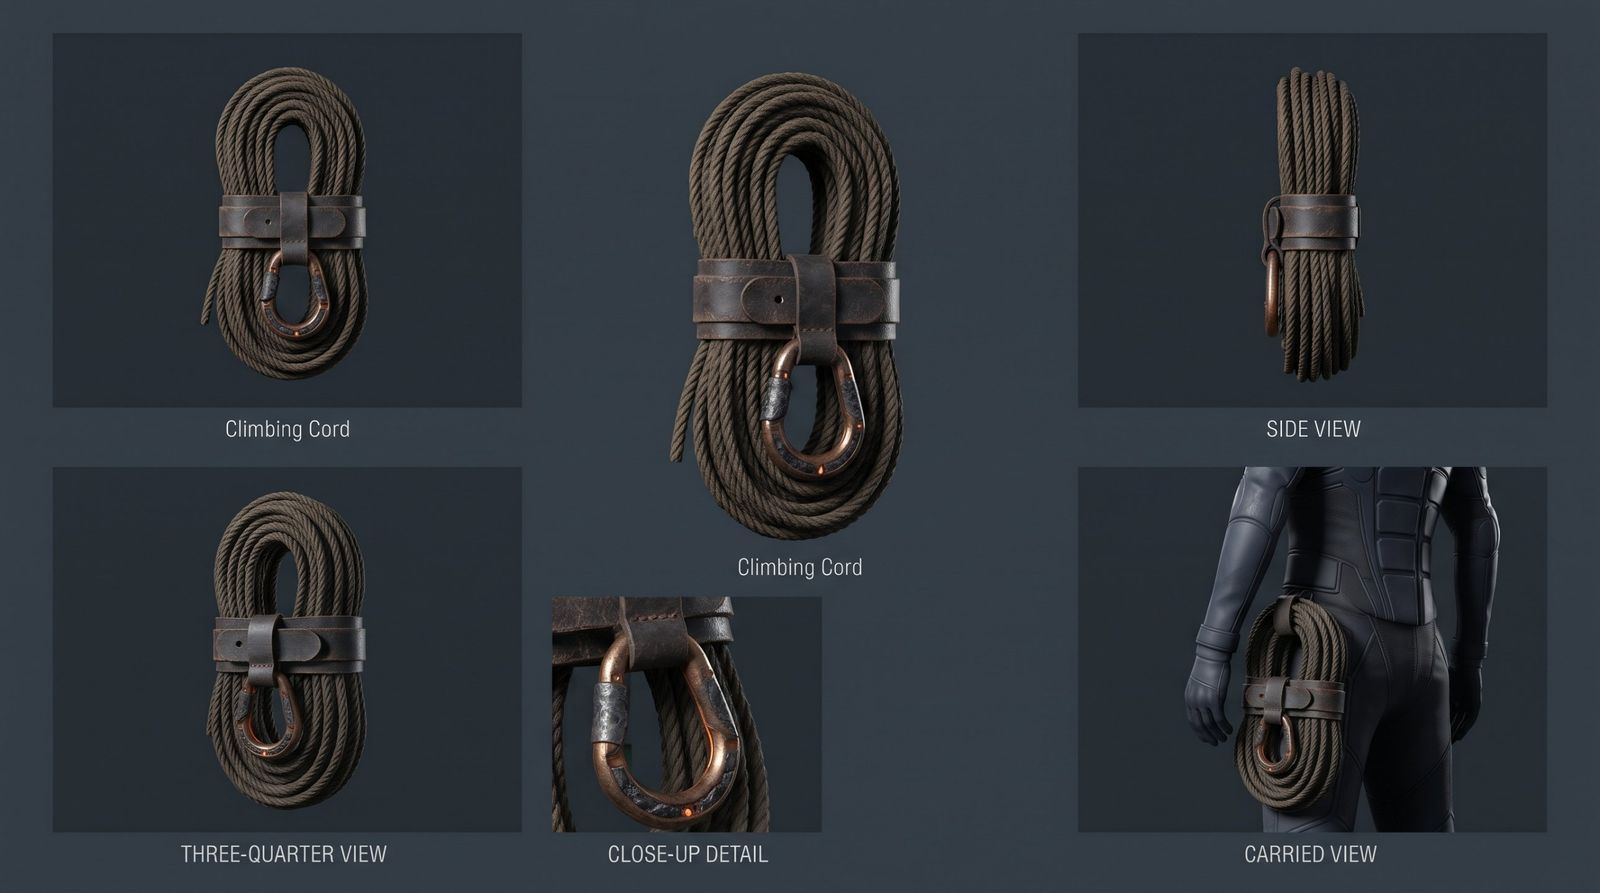 Climbing Cord
SIDE VIEW
Climbing Cord
THREE-QUARTER VIEW
CLOSE-UP DETAIL
CARRIED VIEW